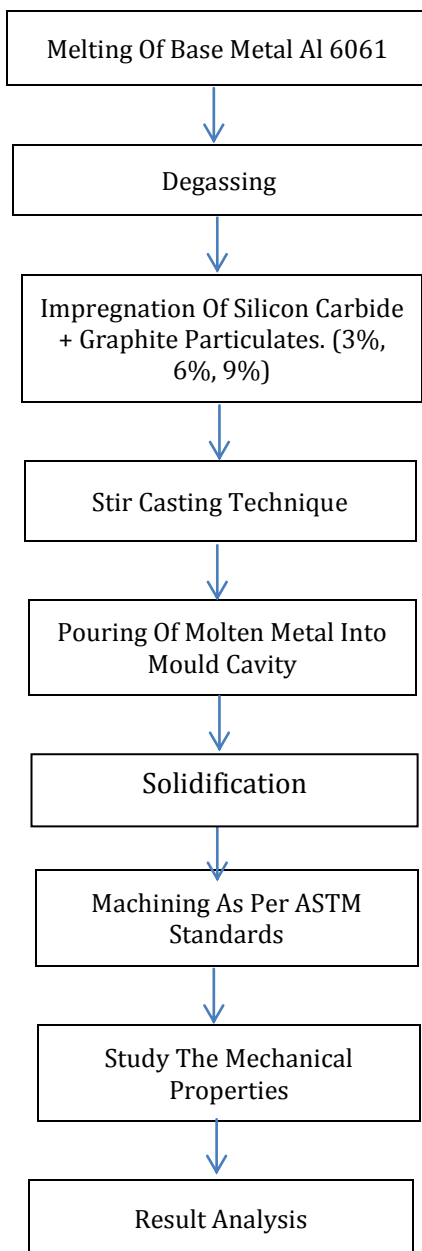 Melting Of Base Metal Al 6061
Degassing
Impregnation Of Silicon Carbide
+ Graphite Particulates. (3%,
6%, 9%)
Stir Casting Technique
Pouring Of Molten Metal Into
Mould Cavity
Solidification
Machining As Per ASTM
Standards
Study The Mechanical
Properties
Result Analysis